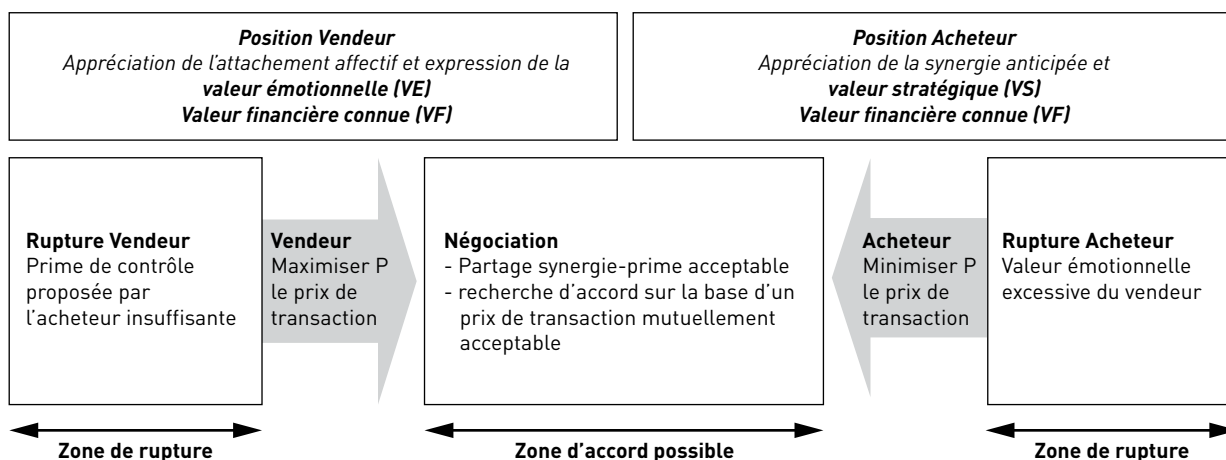 Position Vendeur
Appréciation de l'attachement affectif et expression de la
valeur émotionnelle (VE)
Valeur financière connue (VF)
Position Acheteur
Appréciation de la synergie anticipée et
valeur stratégique (VS)
Valeur financière connue (VF)
Rupture Vendeur
Prime de contrôle
proposée par
l'acheteur insuffisante
Vendeur
Maximiser P
le prix de
transaction
Négociation
- Partage synergie-prime acceptable
- recherche d'accord sur la base d'un
prix de transaction mutuellement
acceptable
Acheteur
Minimiser P
le prix de
transaction
Rupture Acheteur
Valeur émotionnelle
excessive du vendeur
Zone de rupture
Zone d'accord possible
Zone de rupture